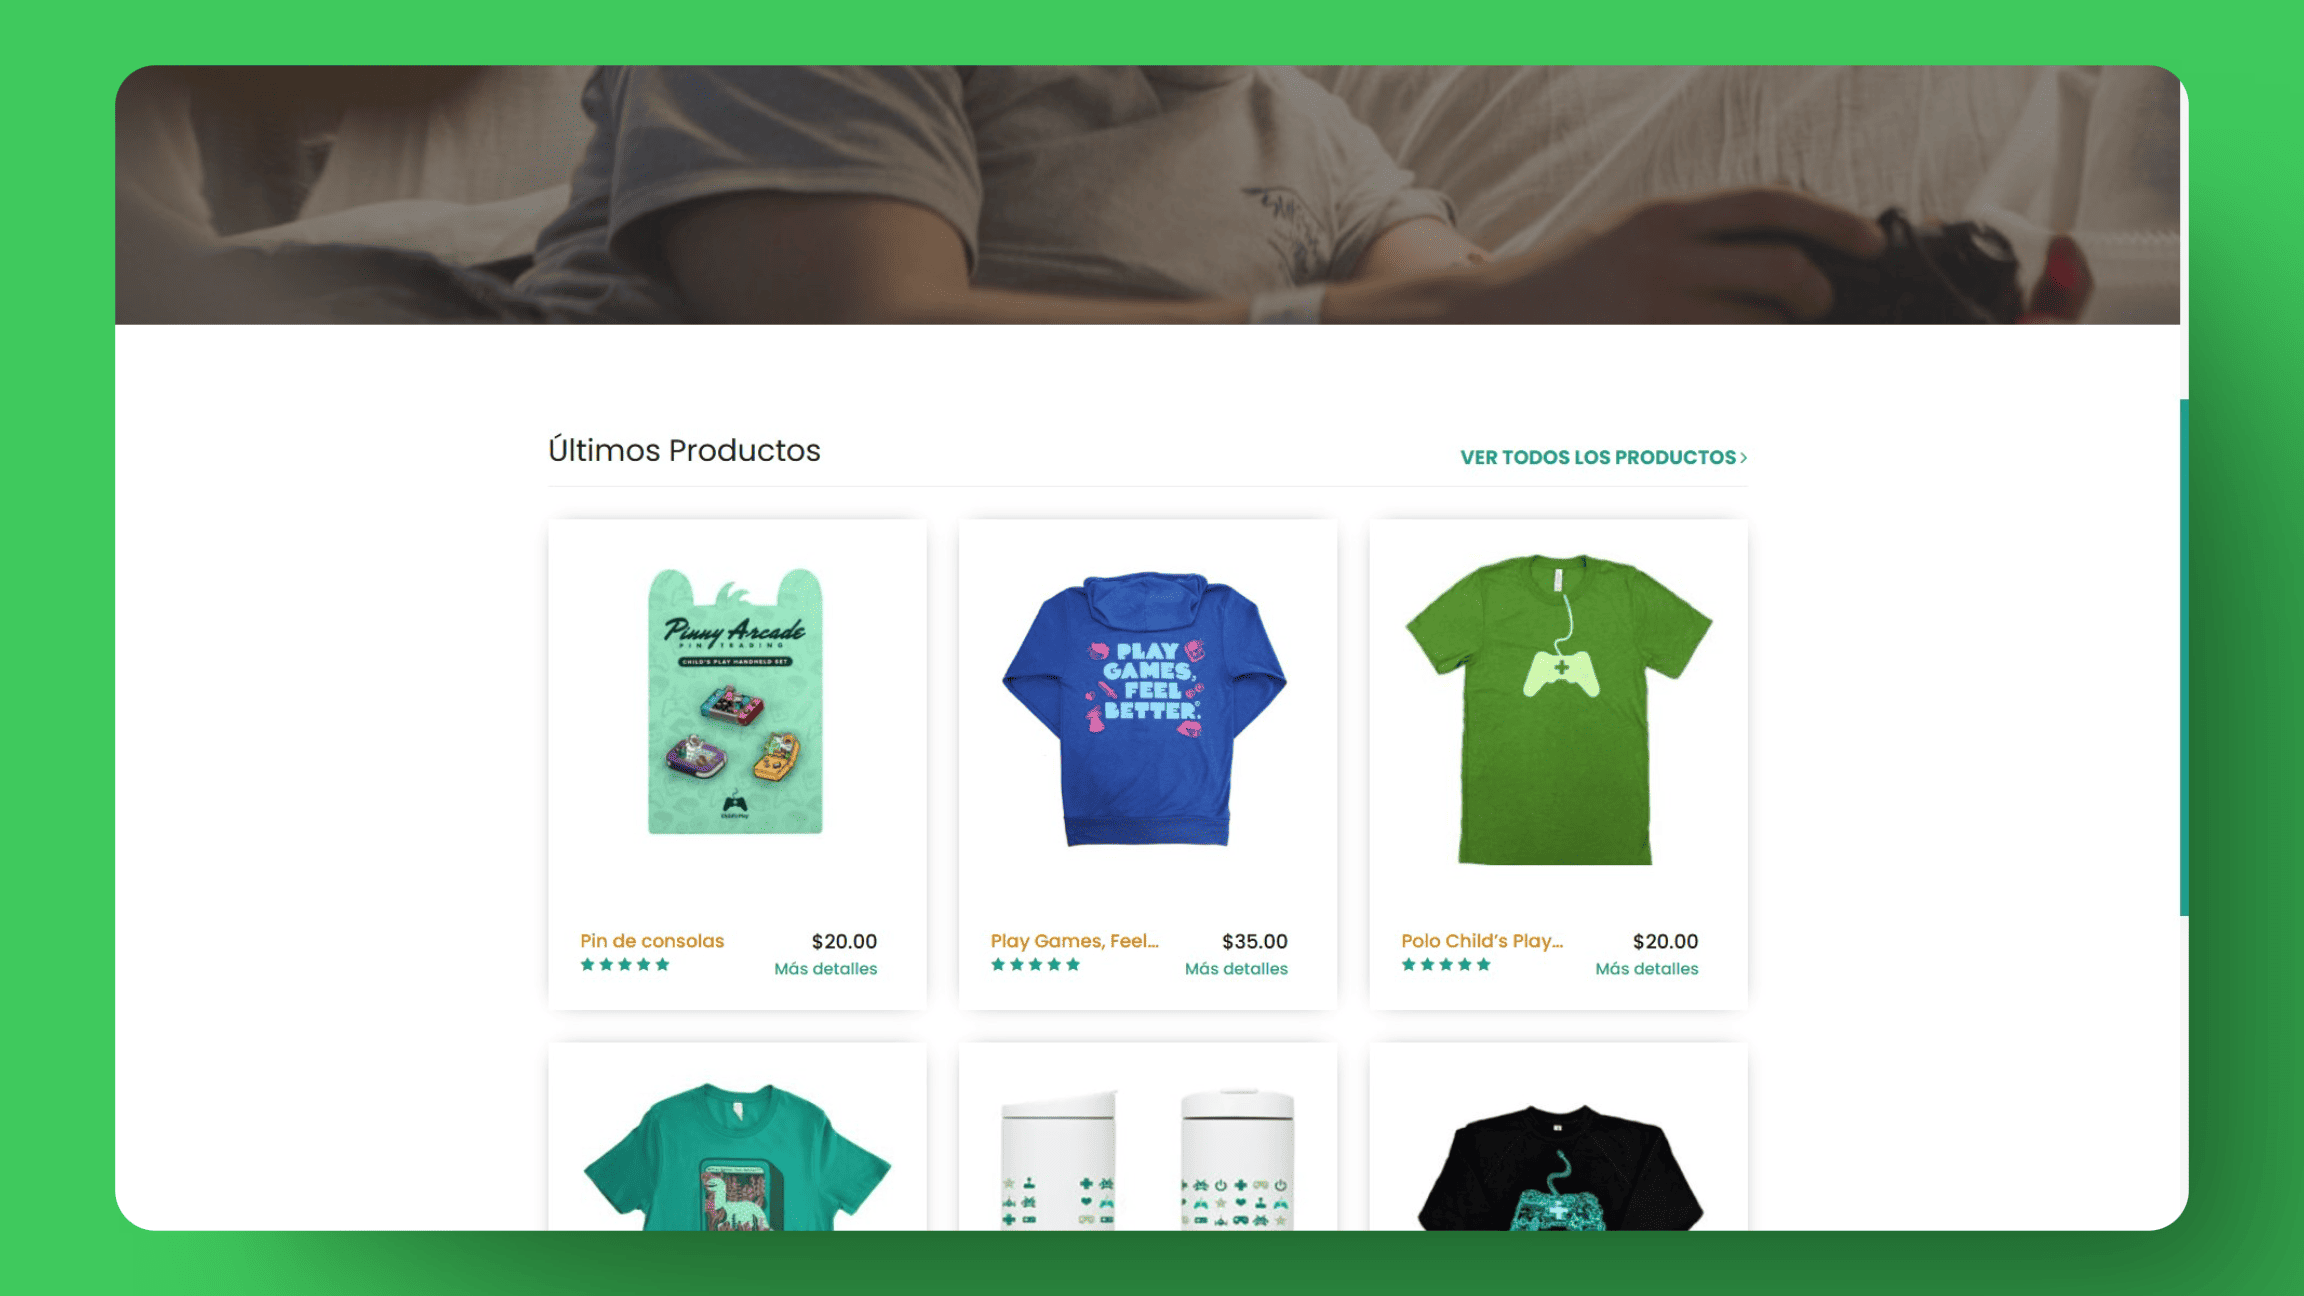 Últimos Productos
VER TODOS LOS PRODUCTOS
Pinny Arcade
PIN TRADING
CHILD'S PLAY HANDHELD SET
Child's Play
PLAY
GAMES,
FEEL
BETTER.
Pin de consolas
$20.00
Más detalles
Play Games, Feel...
$35.00
Más detalles
Polo Child's Play...
$20.00
Más detalles